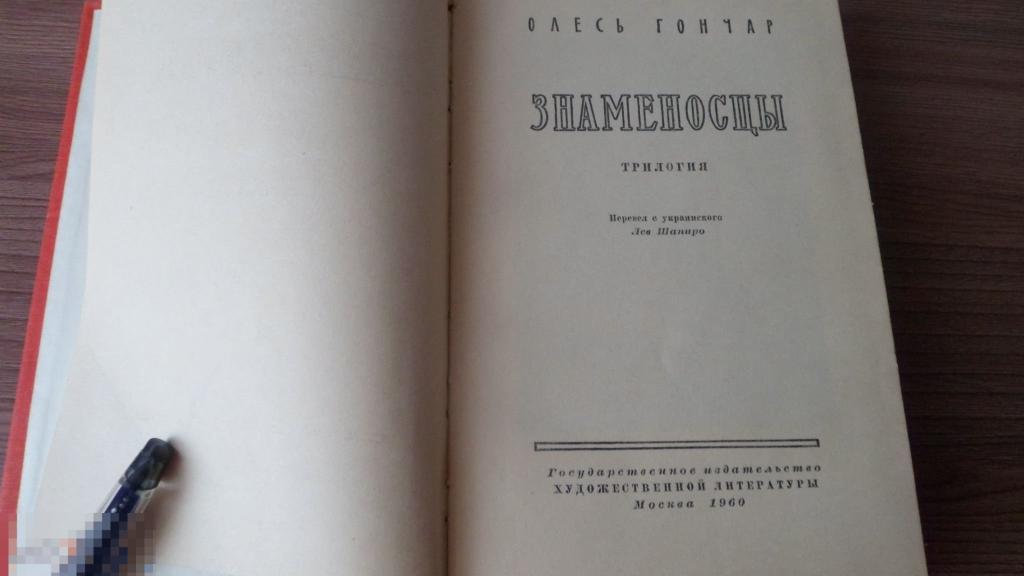 ОЛЕСЬ ГОНЧАР
ЗНАМЕНОСЦЫ
ТРИЛОГИЯ
Перевел с украинского
Лев Шапиро
Государственное издательство
ХУДОЖЕСТВЕННОЙ ЛИТЕРАТУРЫ
Москва 1960